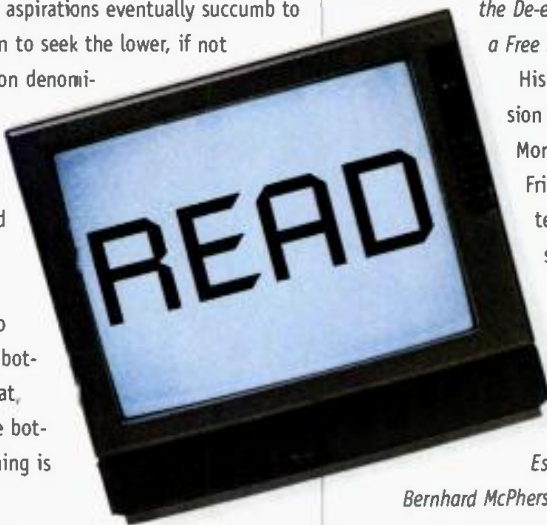 aspirations eventually succumb to
n to seek the lower, if not
on denomi-
d
o
bot-
at,
e bot-
ning is
READ
the De-e
a Free
His
sion
Mor
Fri
te
s
Es
Bernhard McPhers